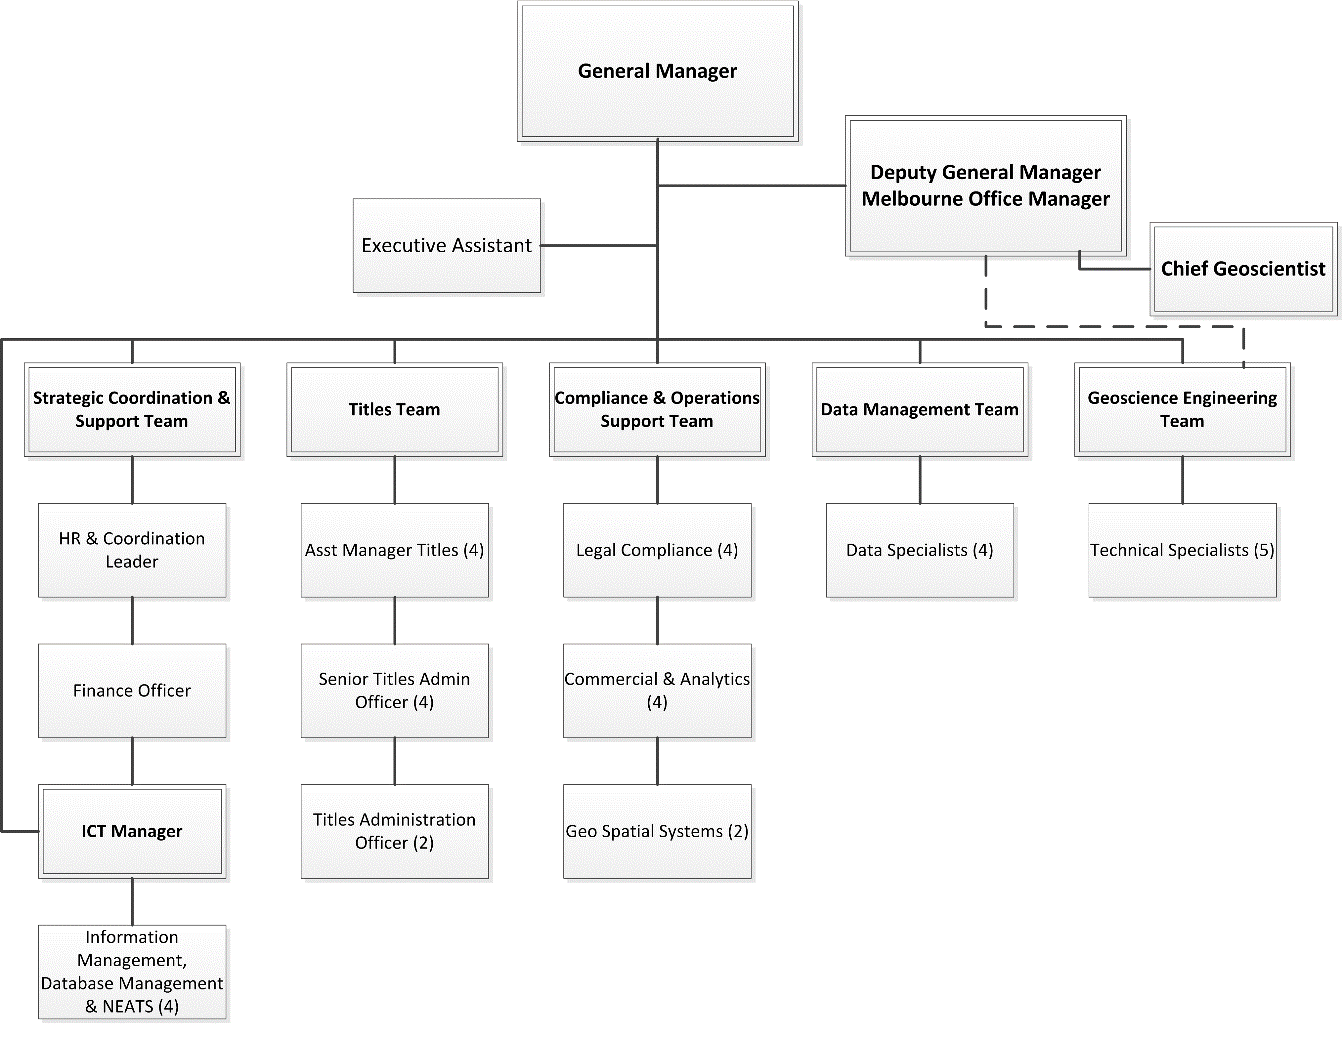 General Manager
Deputy General Manager
Melbourne Office Manager
Executive Assistant
Chief Geoscientist
Strategic Coordination &
Support Team
Titles Team
Compliance & Operations
Support Team
Data Management Team
Geoscience Engineering
Team
HR & Coordination
Leader
Asst Manager Titles (4)
Legal Compliance (4)
Data Specialists (4)
Technical Specialists (5)
Finance Officer
Senior Titles Admin
Officer (4)
Commercial & Analytics
(4)
ICT Manager
Titles Administration
Officer (2)
Geo Spatial Systems (2)
Information
Management,
Database Management
& NEATS (4)